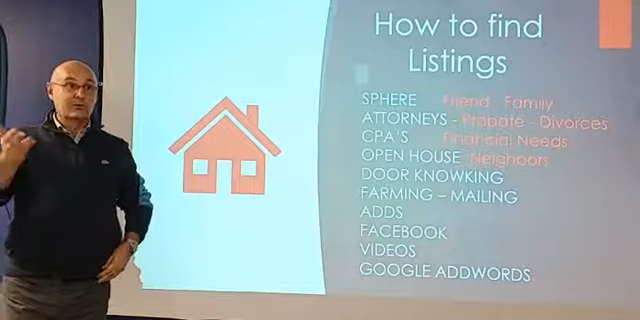 How to find
Listings
SPHERE Friend - Family
ATTORNEYS - Probate - Divorces
CPA'S Financial Needs
OPEN HOUSE Neighbors
DOOR KNOWKING
FARMING – MAILING
ADDS
FACEBOOK
VIDEOS
GOOGLE ADDWORDS